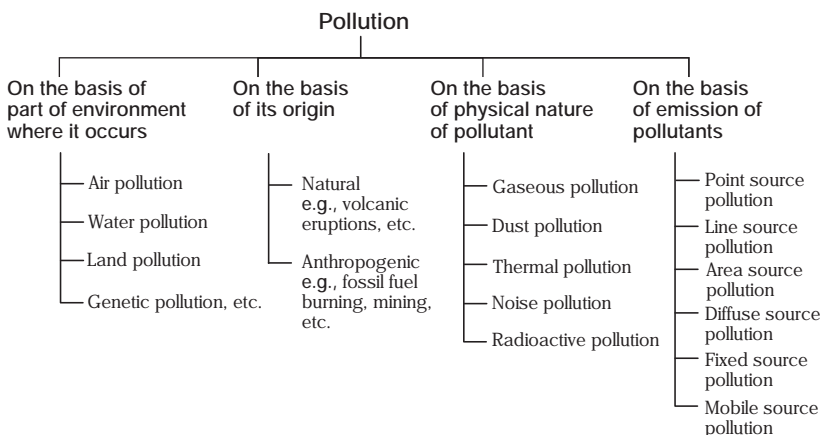 Pollution
On the basis of
part of environment
where it occurs
Air pollution
Water pollution
Land pollution
Genetic pollution, etc.
On the basis
of its origin
Natural
e.g., volcanic
eruptions, etc.
Anthropogenic
e.g., fossil fuel
burning, mining,
etc.
On the basis
of physical nature
of pollutant
Gaseous pollution
Dust pollution
Thermal pollution
Noise pollution
Radioactive pollution
On the basis
of emission of
pollutants
Point source
pollution
Line source
pollution
Area source
pollution
Diffuse source
pollution
Fixed source
pollution
Mobile source
pollution